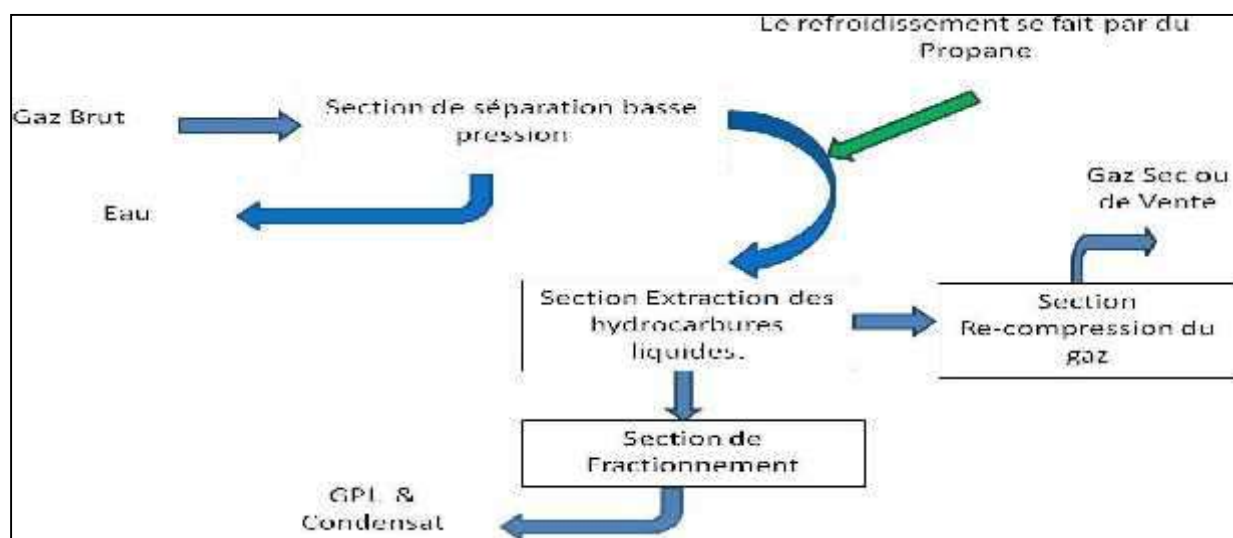 Le refroidissement se fait par du
Propane
Gaz Brut
Section de séparation basse
pression
Eau
Gaz Sec ou
de Vente
Section Extraction des
hydrocarbures
liquides.
Section
Re-compression du
gaz
Section de
Fractionnement
GPL &
Condensat